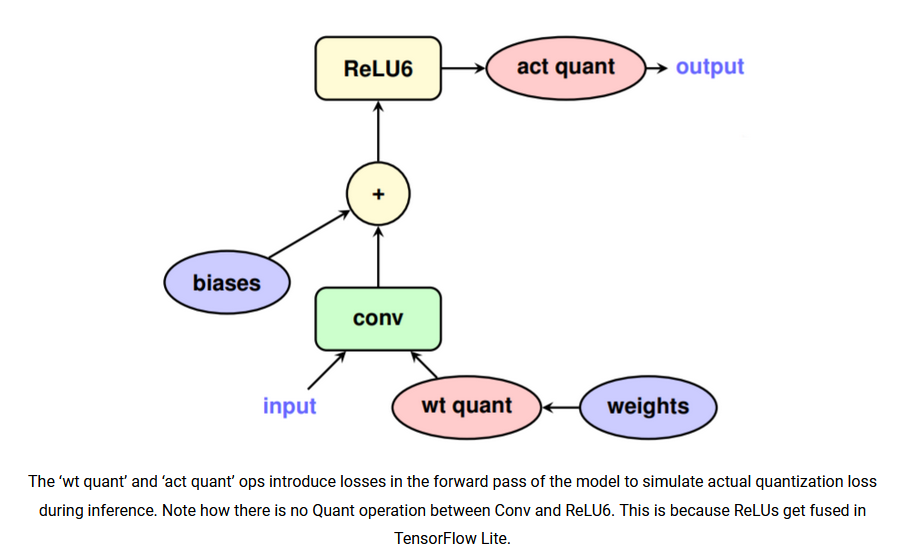 ReLU6
act quant
output
+
biases
conv
input
wt quant
weights
The ‘wt quant’ and ‘act quant’ ops introduce losses in the forward pass of the model to simulate actual quantization loss
during inference. Note how there is no Quant operation between Conv and ReLU6. This is because ReLUs get fused in
TensorFlow Lite.